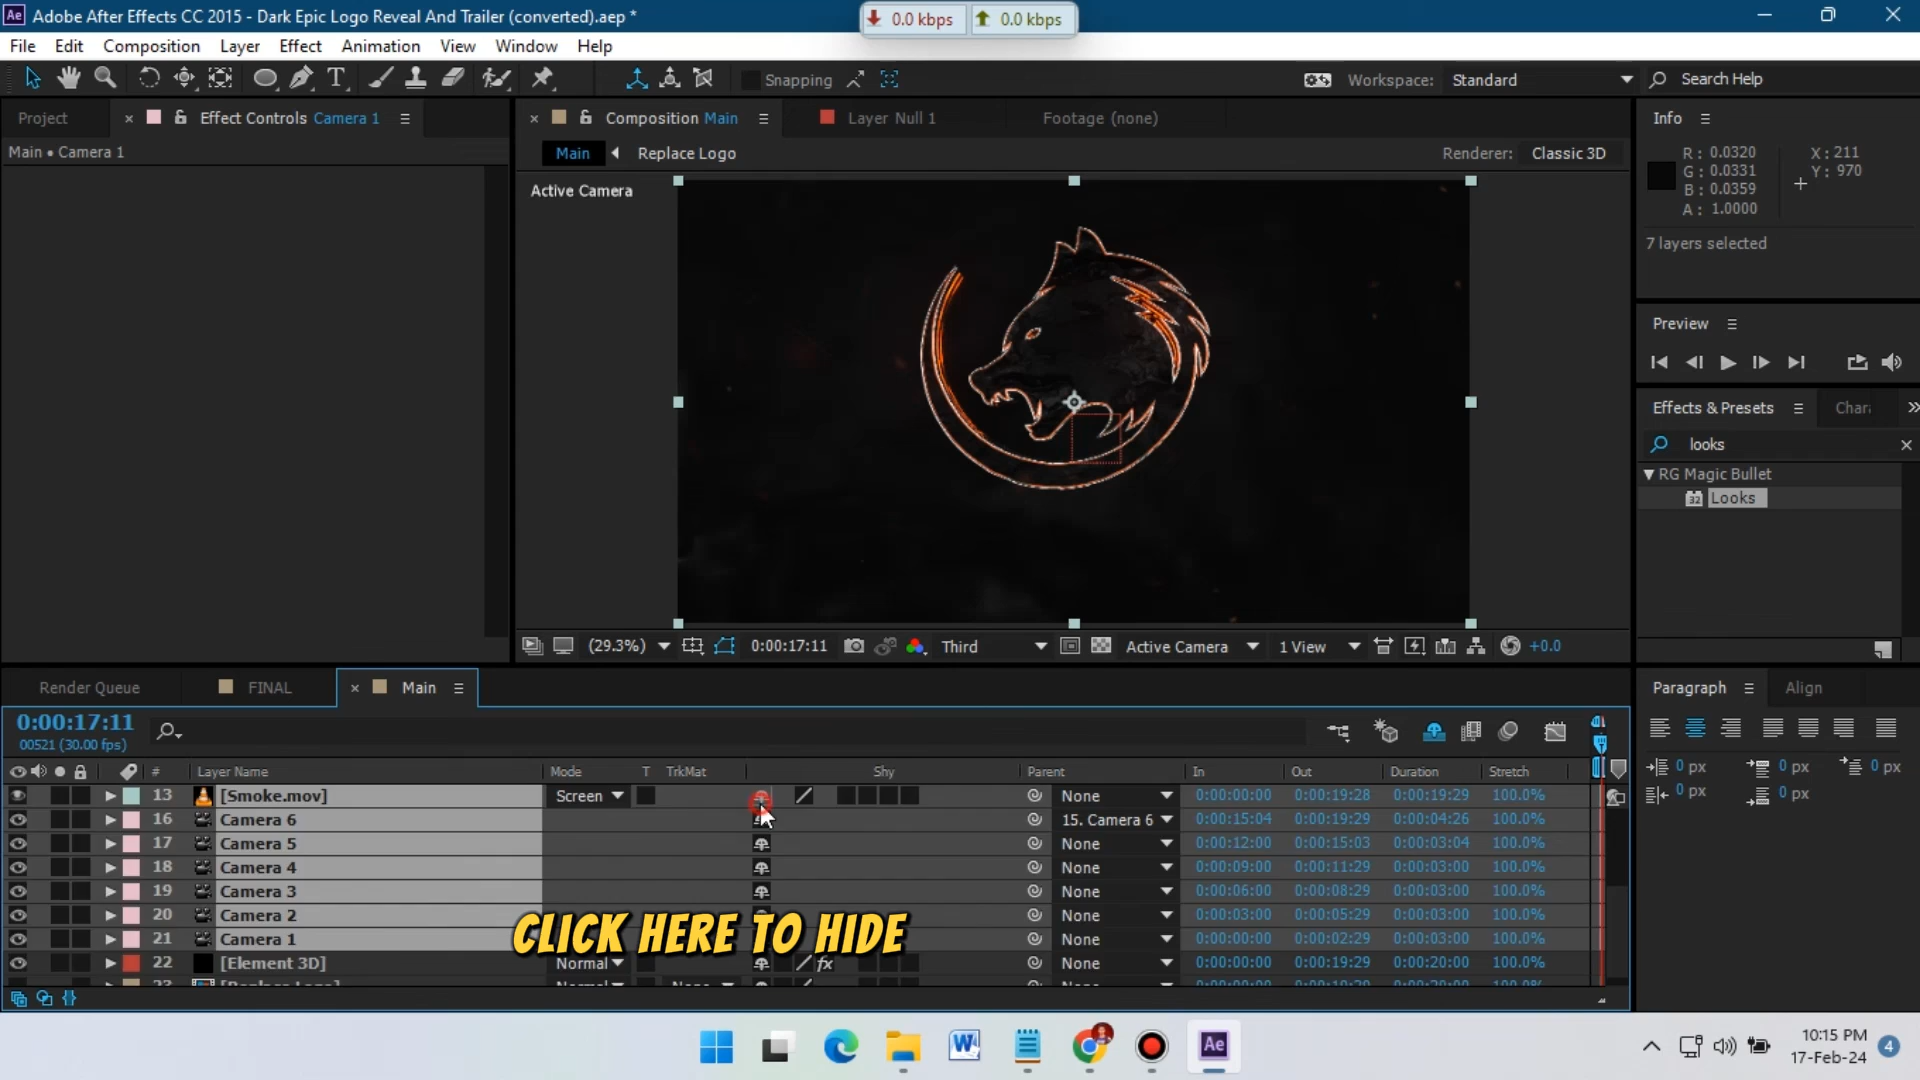 Ae Adobe After Effects CC 2015 - Dark Epic Logo Reveal And Trailer (converted).aep *
0.0 kbps 0.0 kbps
File Edit Composition Layer Effect Animation View Window Help
T Snapping Workspace: Standard Search Help
Project Effect Controls Camera 1 Composition Main Layer Null 1 Footage (none) Info
Main • Camera 1
Main Replace Logo Renderer: Classic 3D
Active Camera
R: 0.0320 X: 211
G: 0.0331 Y: 970
B: 0.0359
A: 1.0000
7 layers selected
Preview
Effects & Presets Chara
looks
RG Magic Bullet
32 Looks
(29.3%) 0:00:17:11 Third Active Camera 1 View +0.0
Render Queue FINAL Main Paragraph Align
0:00:17:11
00521 (30.00 fps)
# Layer Name Mode T TrkMat Shy Parent In Out Duration Stretch
13 [Smoke.mov] Screen None 0:00:00:00 0:00:19:28 0:00:19:29 100.0%
16 Camera 6 15. Camera 6 0:00:15:04 0:00:19:29 0:00:04:26 100.0%
17 Camera 5 None 0:00:12:00 0:00:15:03 0:00:03:04 100.0%
18 Camera 4 None 0:00:09:00 0:00:11:29 0:00:03:00 100.0%
19 Camera 3 None 0:00:06:00 0:00:08:29 0:00:03:00 100.0%
20 Camera 2 None 0:00:03:00 0:00:05:29 0:00:03:00 100.0%
21 Camera 1 None 0:00:00:00 0:00:02:29 0:00:03:00 100.0%
22 [Element 3D] Normal fx None 0:00:00:00 0:00:19:29 0:00:20:00 100.0%
CLICK HERE TO HIDE
0 px 0 px 0 px
0 px 0 px
W Ae
10:15 PM
17-Feb-24 4